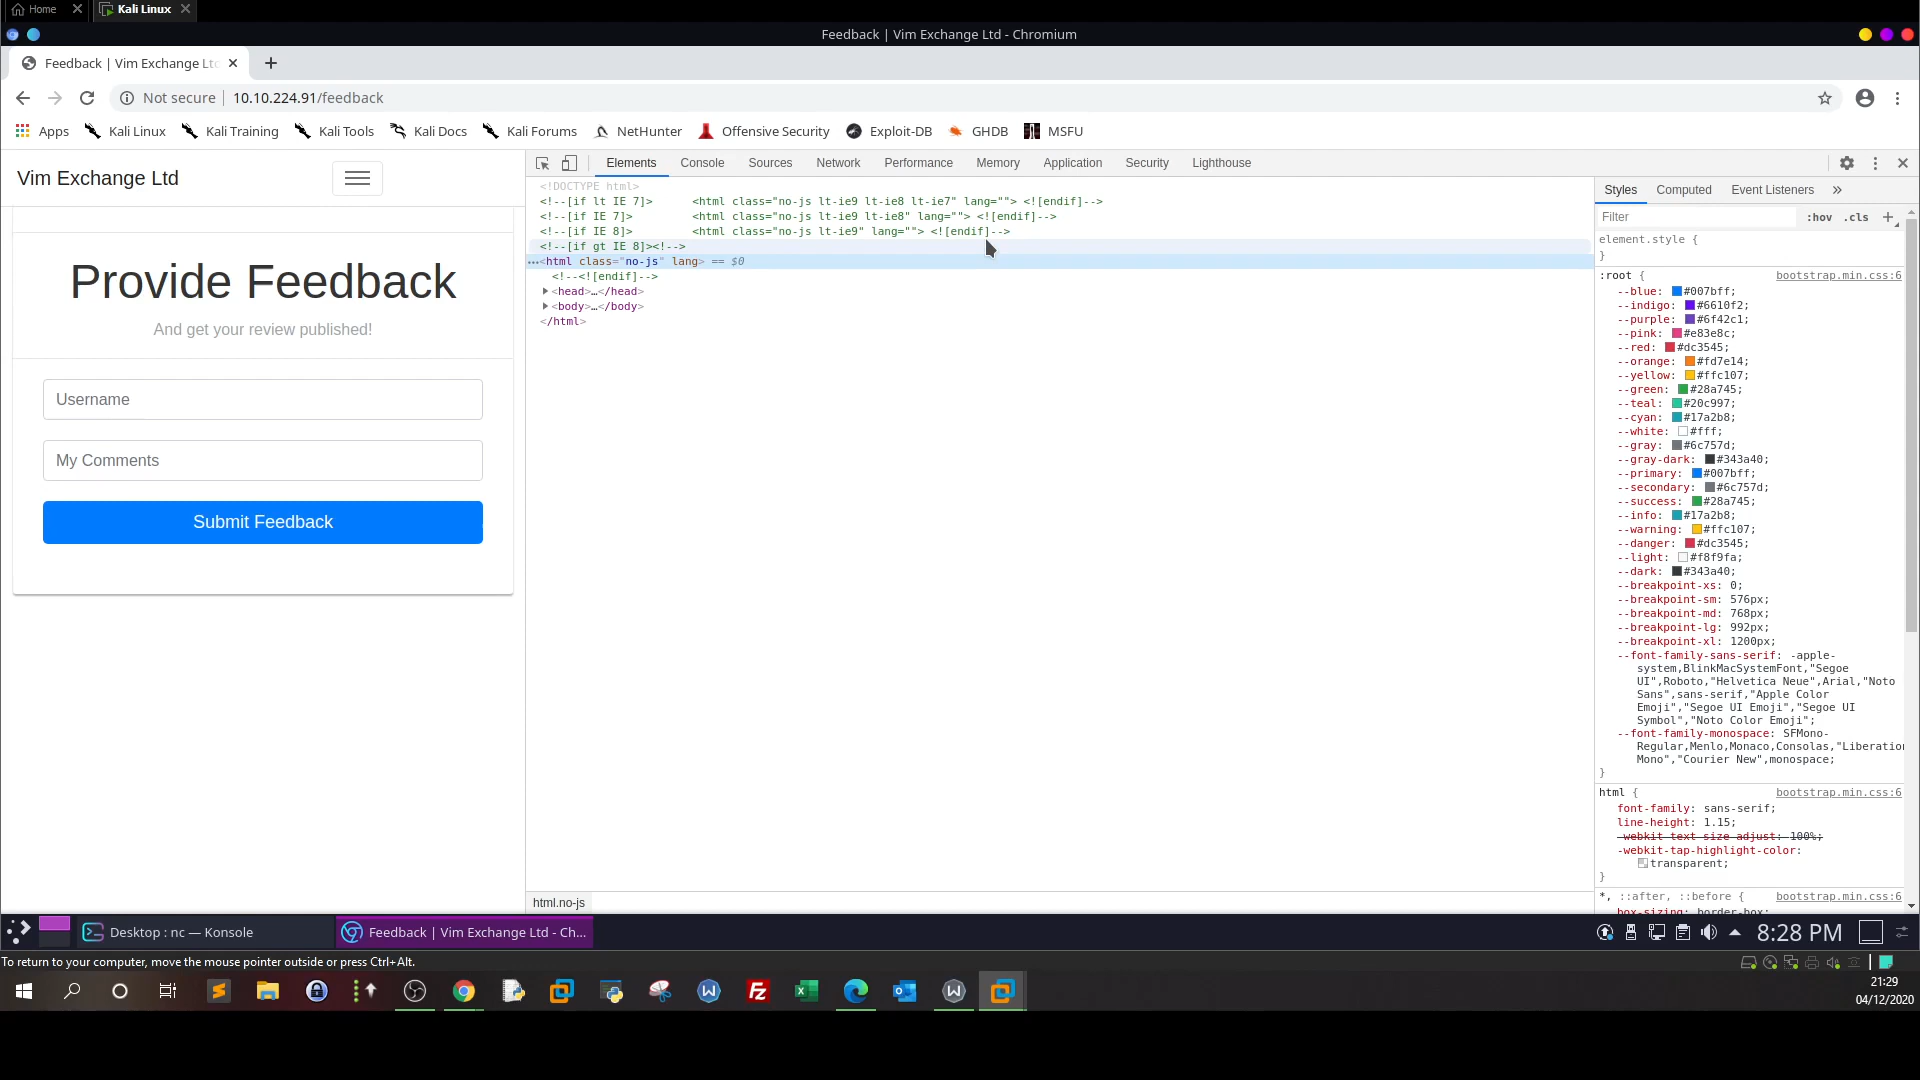 Home
Kali Linux
Feedback | Vim Exchange Ltd - Chromium
Feedback | Vim Exchange Ltd
Not secure
10.10.224.91/feedback
Apps
Kali Linux
Kali Training
Kali Tools
Kali Docs
Kali Forums
NetHunter
Offensive Security
Exploit-DB
GHDB
MSFU
Vim Exchange Ltd
Provide Feedback
And get your review published!
Username
My Comments
Submit Feedback
Elements
Console
Sources
Network
Performance
Memory
Application
Security
Lighthouse
<!DOCTYPE html>
<!--[if lt IE 7]>      <html class="no-js lt-ie9 lt-ie8 lt-ie7" lang=""> <![endif]-->
<!--[if IE 7]>         <html class="no-js lt-ie9 lt-ie8" lang=""> <![endif]-->
<!--[if IE 8]>         <html class="no-js lt-ie9" lang=""> <![endif]-->
<!--[if gt IE 8]><!-->
…<html class="no-js" lang> == $0
<!--<![endif]-->
<head>…</head>
<body>…</body>
</html>
html.no-js
Styles
Computed
Event Listeners
»
Filter
:hov
.cls
+
element.style {
}
:root {
bootstrap.min.css:6
--blue: #007bff;
--indigo: #6610f2;
--purple: #6f42c1;
--pink: #e83e8c;
--red: #dc3545;
--orange: #fd7e14;
--yellow: #ffc107;
--green: #28a745;
--teal: #20c997;
--cyan: #17a2b8;
--white: #fff;
--gray: #6c757d;
--gray-dark: #343a40;
--primary: #007bff;
--secondary: #6c757d;
--success: #28a745;
--info: #17a2b8;
--warning: #ffc107;
--danger: #dc3545;
--light: #f8f9fa;
--dark: #343a40;
--breakpoint-xs: 0;
--breakpoint-sm: 576px;
--breakpoint-md: 768px;
--breakpoint-lg: 992px;
--breakpoint-xl: 1200px;
--font-family-sans-serif: -apple-
system,BlinkMacSystemFont,"Segoe
UI",Roboto,"Helvetica Neue",Arial,"Noto
Sans",sans-serif,"Apple Color
Emoji","Segoe UI Emoji","Segoe UI
Symbol","Noto Color Emoji";
--font-family-monospace: SFMono-
Regular,Menlo,Monaco,Consolas,"Liberation
Mono","Courier New",monospace;
}
html {
bootstrap.min.css:6
font-family: sans-serif;
line-height: 1.15;
-webkit-text-size-adjust: 100%;
-webkit-tap-highlight-color:
transparent;
}
*, ::after, ::before {
bootstrap.min.css:6
box-sizing: border-box;
Desktop : nc — Konsole
Feedback | Vim Exchange Ltd - Ch...
8:28 PM
To return to your computer, move the mouse pointer outside or press Ctrl+Alt.
21:29
04/12/2020